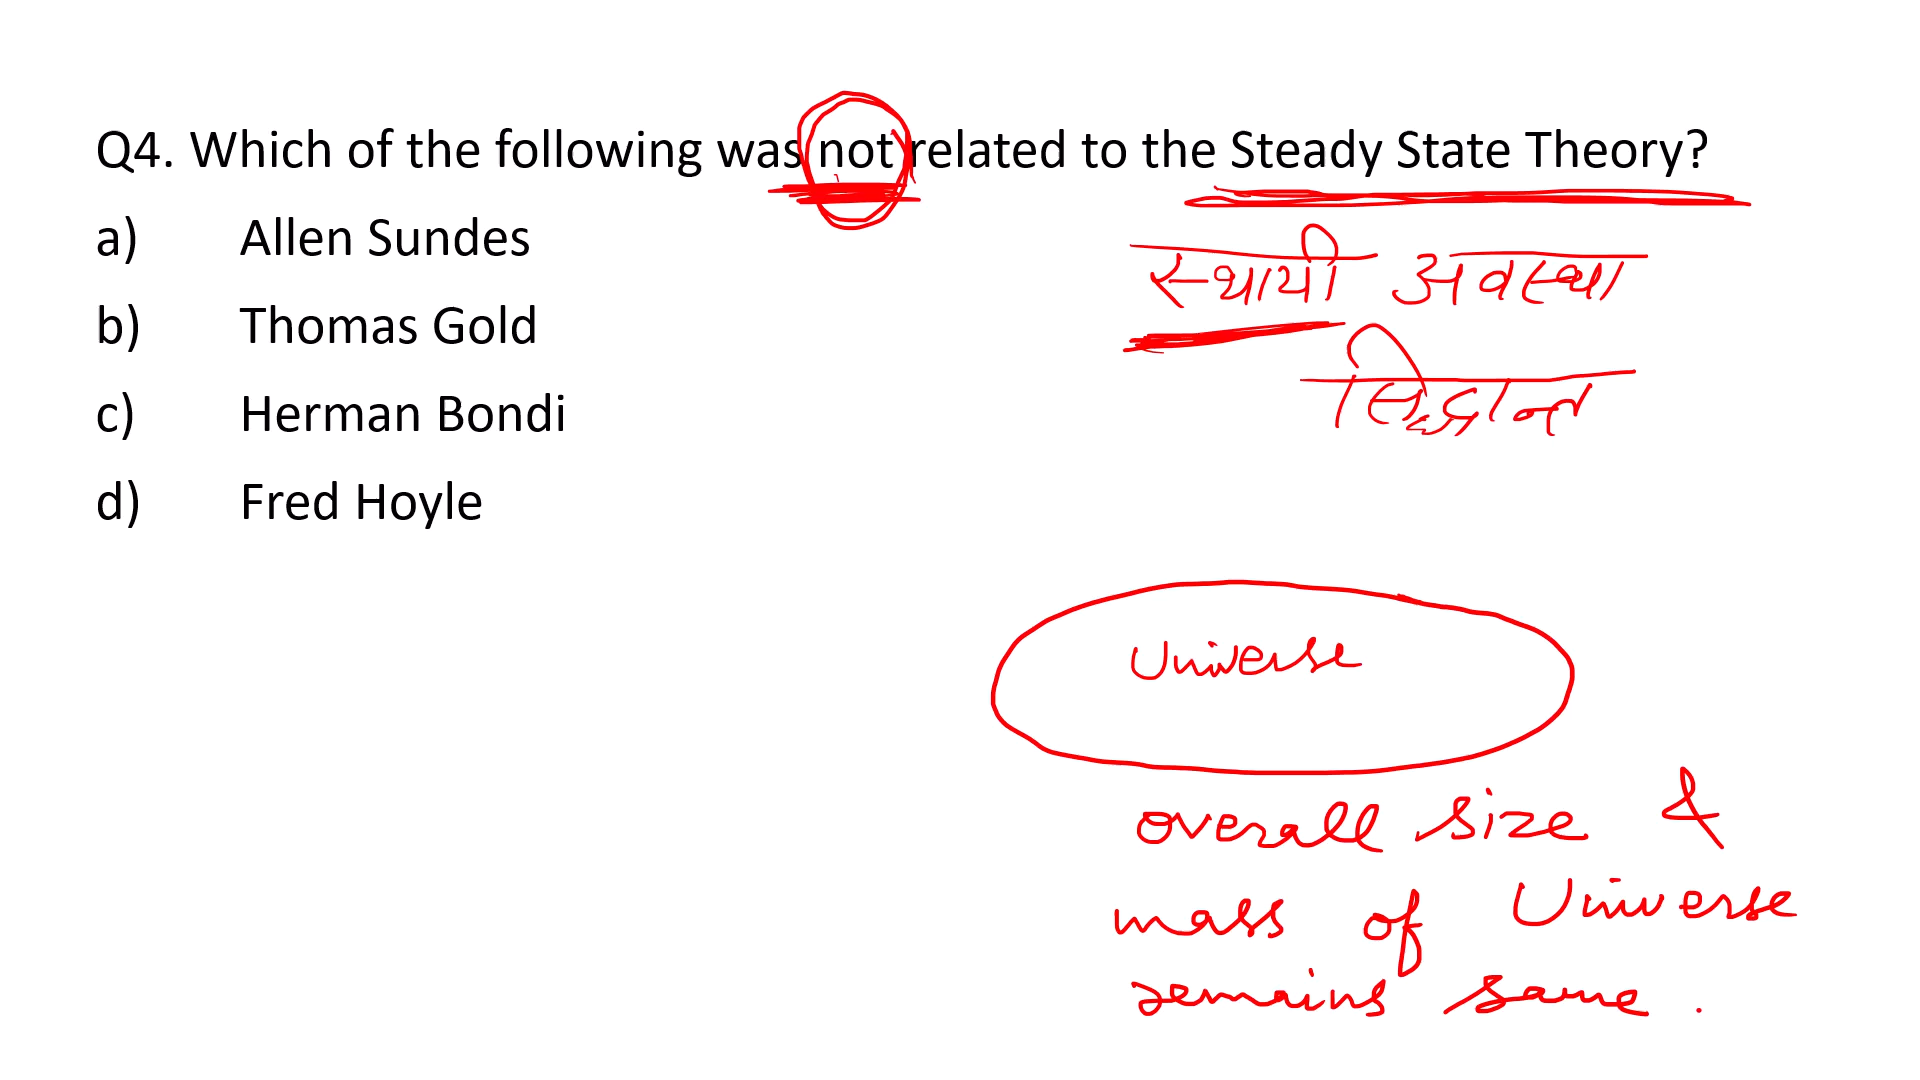 Q4. Which of the following was not related to the Steady State Theory?
स्थायी अवस्था
सिद्धान्त
a) Allen Sundes
b) Thomas Gold
c) Herman Bondi
d) Fred Hoyle
Universe
overall size &
mass of Universe
remains same.